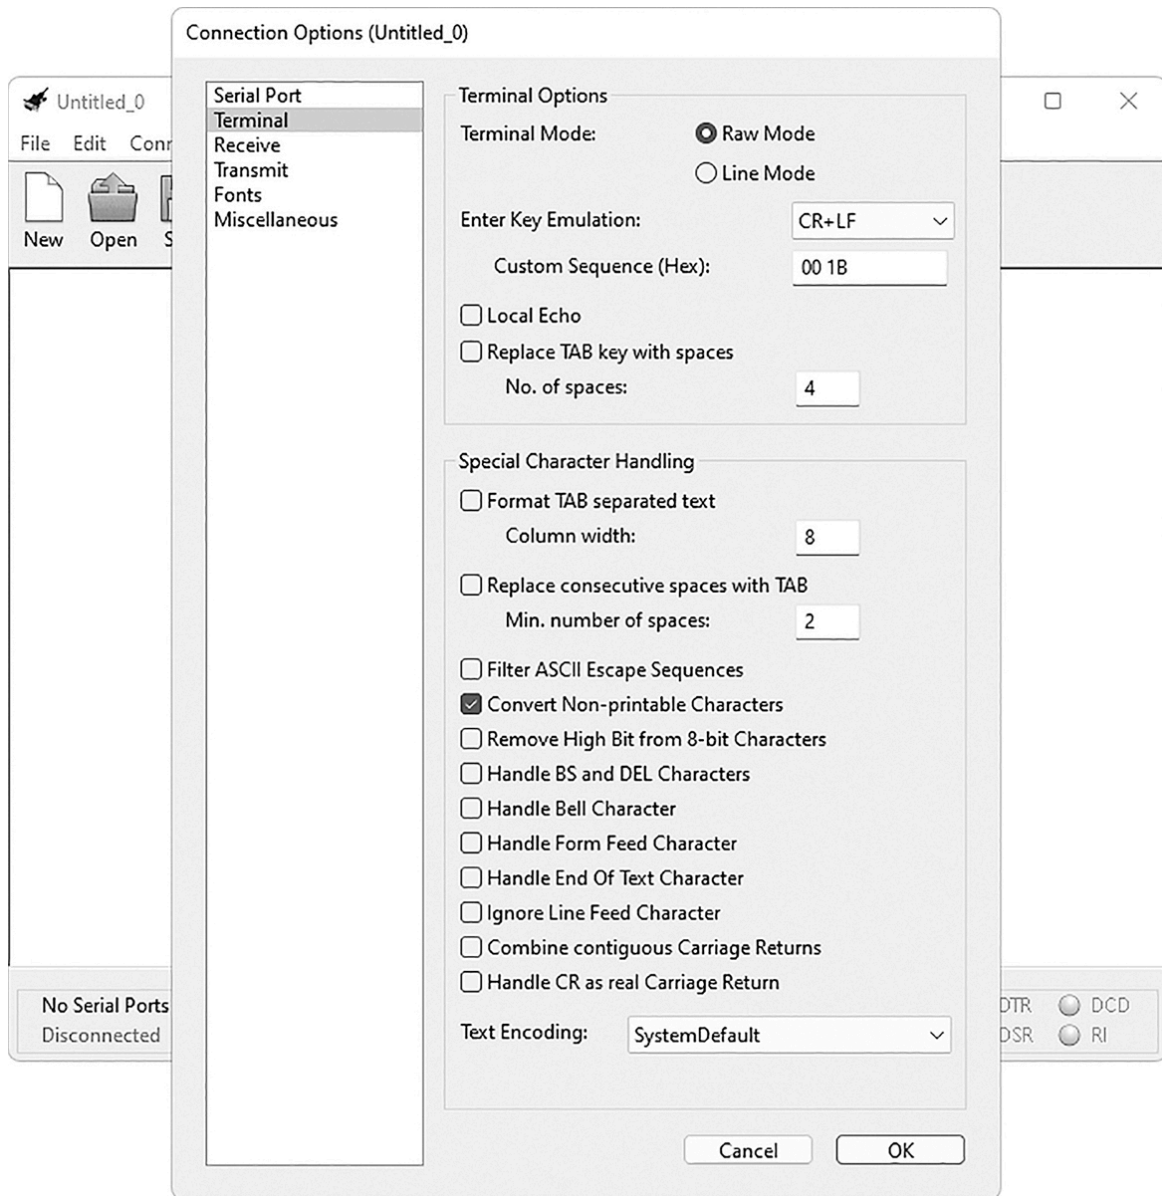 Connection Options (Untitled_0)
Untitled_0
File Edit
New Open
No Serial Ports
Disconnected
Serial Port
Terminal
Receive
Transmit
Fonts
Miscellaneous
Terminal Options
Terminal Mode: Raw Mode
Line Mode
Enter Key Emulation: CR+LF
Custom Sequence (Hex): 00 1B
Local Echo
Replace TAB key with spaces
No. of spaces: 4
Special Character Handling
Format TAB separated text
Column width: 8
Replace consecutive spaces with TAB
Min. number of spaces: 2
Filter ASCII Escape Sequences
Convert Non-printable Characters
Remove High Bit from 8-bit Characters
Handle BS and DEL Characters
Handle Bell Character
Handle Form Feed Character
Handle End Of Text Character
Ignore Line Feed Character
Combine contiguous Carriage Returns
Handle CR as real Carriage Return
Text Encoding: SystemDefault
Cancel OK
DTR DCD
DSR RI